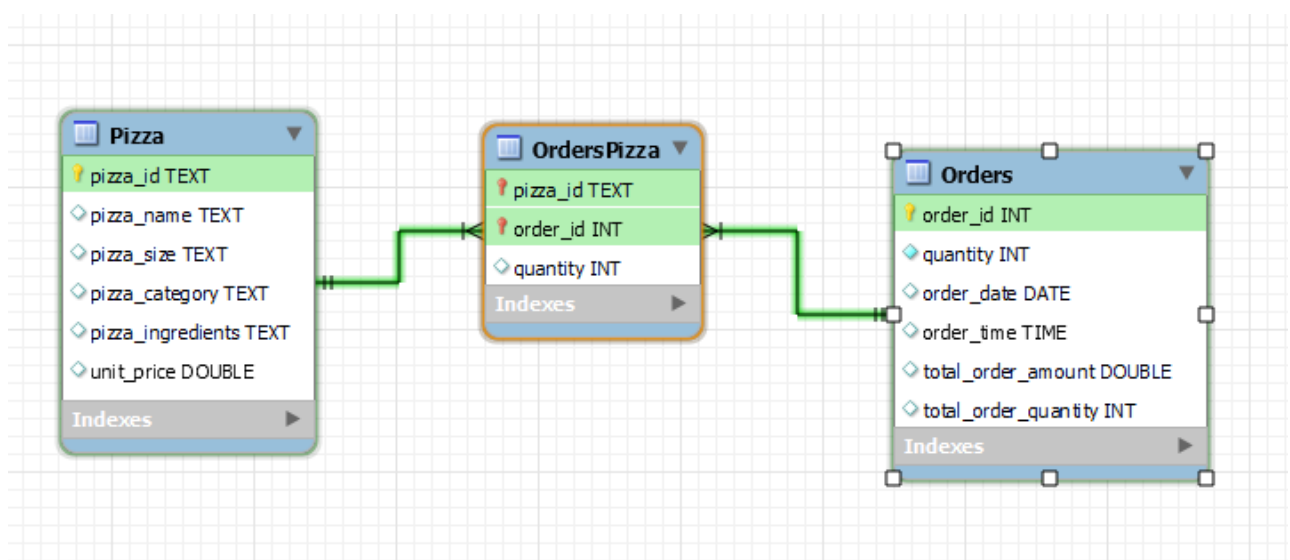 Pizza
pizza_id TEXT
pizza_name TEXT
pizza_size TEXT
pizza_category TEXT
pizza_ingredients TEXT
unit_price DOUBLE
Indexes
OrdersPizza
pizza_id TEXT
order_id INT
quantity INT
Indexes
Orders
order_id INT
quantity INT
order_date DATE
order_time TIME
total_order_amount DOUBLE
total_order_quantity INT
Indexes